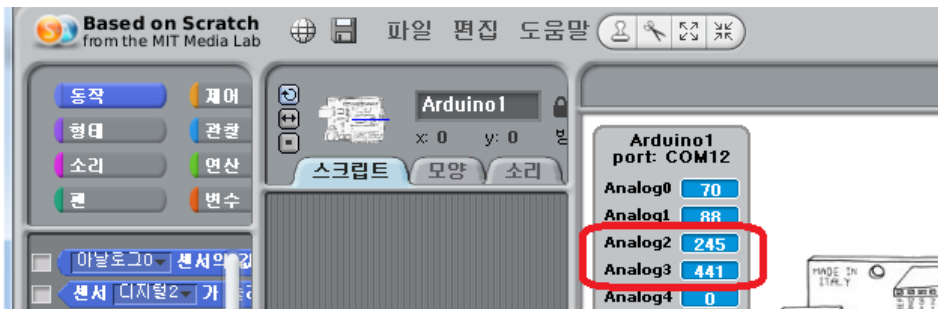 Based on Scratch
from the MIT Media Lab
파일 편집 도움말
동작 제어
형태 관찰
소리 연산
펜 변수
Arduino1
x: 0 y: 0
스크립트 모양 소리
아날로그0 센서의 값
센서 디지털2 가
Arduino1
port: COM12
Analog0 70
Analog1 88
Analog2 245
Analog3 441
Analog4 0
MADE IN
ITALY